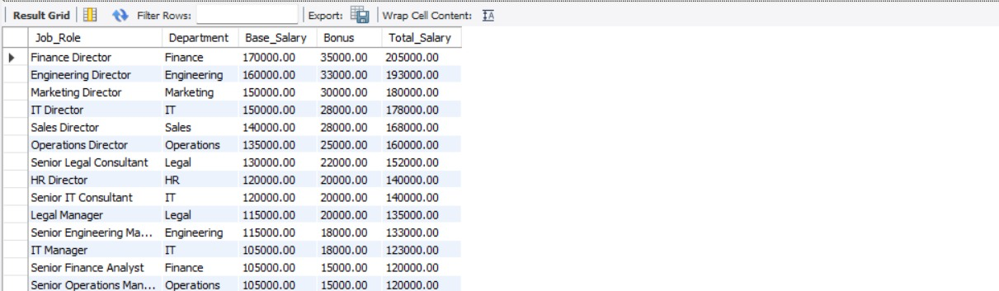 Result Grid Filter Rows: Export: Wrap Cell Content: IA
Job_Role Department Base_Salary Bonus Total_Salary
Finance Director Finance 170000.00 35000.00 205000.00
Engineering Director Engineering 160000.00 33000.00 193000.00
Marketing Director Marketing 150000.00 30000.00 180000.00
IT Director IT 150000.00 28000.00 178000.00
Sales Director Sales 140000.00 28000.00 168000.00
Operations Director Operations 135000.00 25000.00 160000.00
Senior Legal Consultant Legal 130000.00 22000.00 152000.00
HR Director HR 120000.00 20000.00 140000.00
Senior IT Consultant IT 120000.00 20000.00 140000.00
Legal Manager Legal 115000.00 20000.00 135000.00
Senior Engineering Ma... Engineering 115000.00 18000.00 133000.00
IT Manager IT 105000.00 18000.00 123000.00
Senior Finance Analyst Finance 105000.00 15000.00 120000.00
Senior Operations Man... Operations 105000.00 15000.00 120000.00